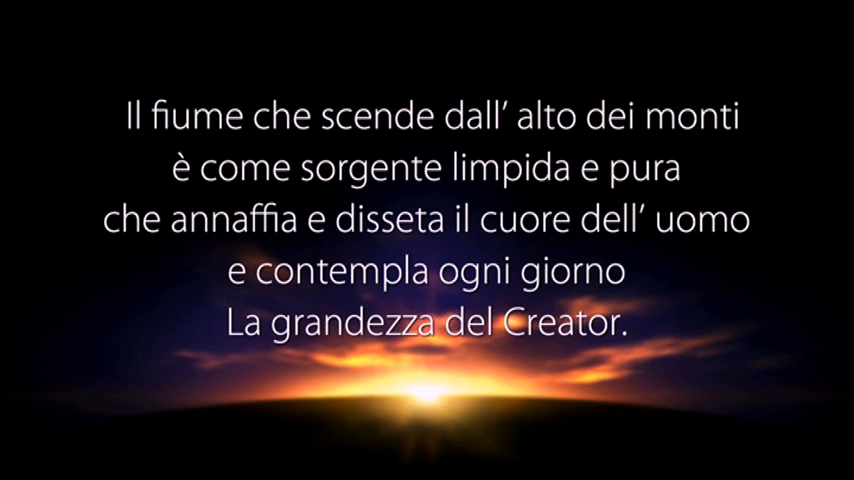 Il fiume che scende dall’ alto dei monti
è come sorgente limpida e pura
che annaffia e disseta il cuore dell’ uomo
e contempla ogni giorno
La grandezza del Creator.